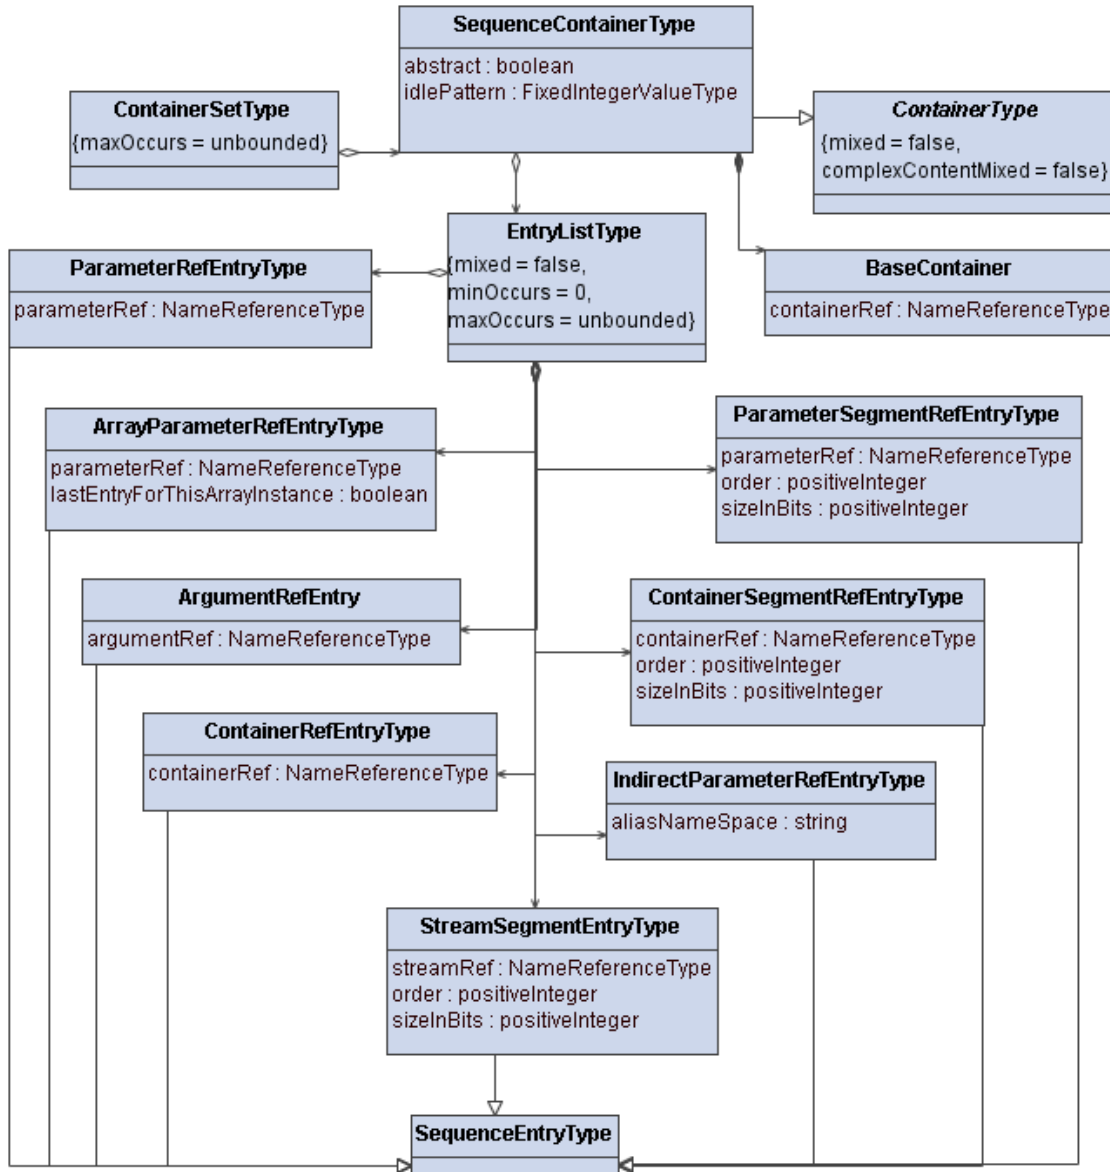 SequenceContainerType
abstract : boolean
idlePattern : FixedIntegerValueType
ContainerSetType
{maxOccurs = unbounded}
ContainerType
{mixed = false,
complexContentMixed = false}
EntryListType
{mixed = false,
minOccurs = 0,
maxOccurs = unbounded}
ParameterRefEntryType
parameterRef : NameReferenceType
BaseContainer
containerRef : NameReferenceType
ArrayParameterRefEntryType
parameterRef : NameReferenceType
lastEntryForThisArrayInstance : boolean
ParameterSegmentRefEntryType
parameterRef : NameReferenceType
order : positiveInteger
sizeInBits : positiveInteger
ArgumentRefEntry
argumentRef : NameReferenceType
ContainerSegmentRefEntryType
containerRef : NameReferenceType
order : positiveInteger
sizeInBits : positiveInteger
ContainerRefEntryType
containerRef : NameReferenceType
IndirectParameterRefEntryType
aliasNameSpace : string
StreamSegmentEntryType
streamRef : NameReferenceType
order : positiveInteger
sizeInBits : positiveInteger
SequenceEntryType